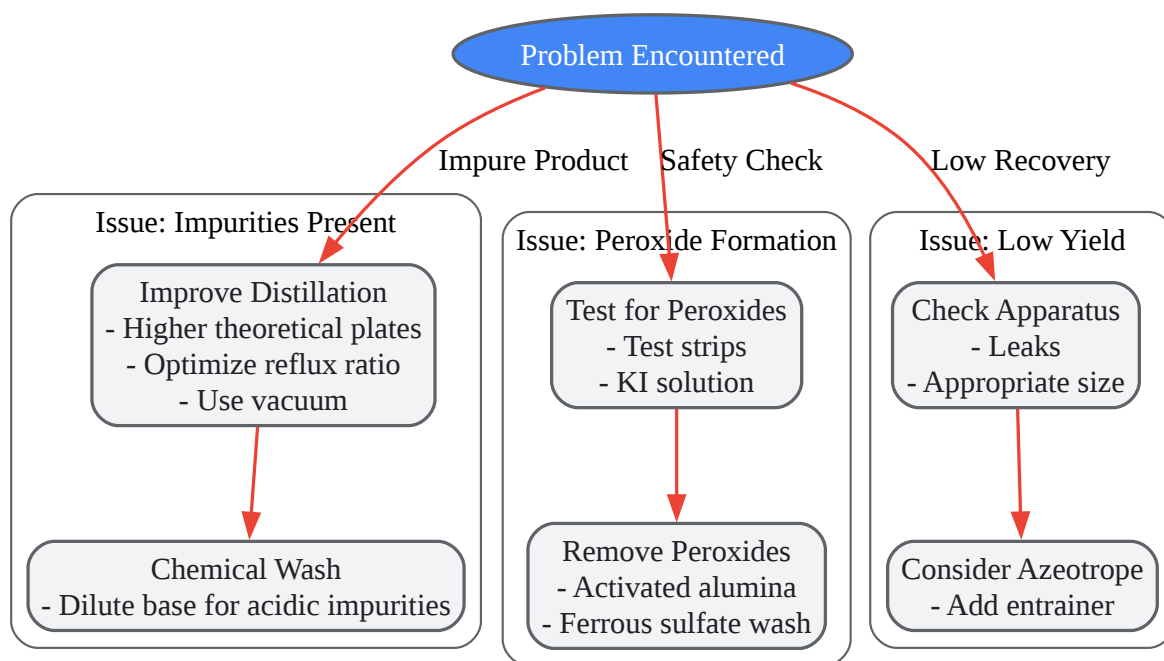 Problem Encountered
Impure Product
Safety Check
Low Recovery
Issue: Impurities Present
Improve Distillation
- Higher theoretical plates
- Optimize reflux ratio
- Use vacuum
Chemical Wash
- Dilute base for acidic impurities
Issue: Peroxide Formation
Test for Peroxides
- Test strips
- KI solution
Remove Peroxides
- Activated alumina
- Ferrous sulfate wash
Issue: Low Yield
Check Apparatus
- Leaks
- Appropriate size
Consider Azeotrope
- Add entrainer